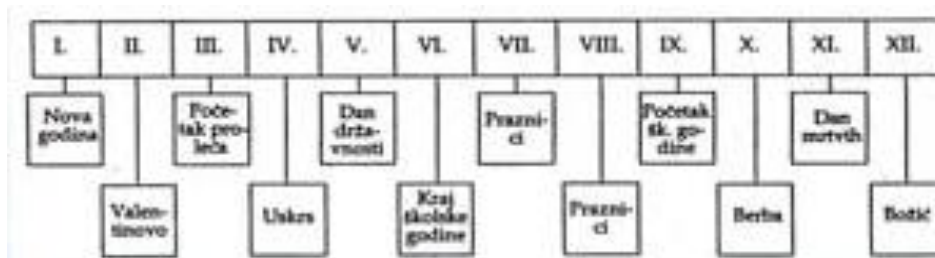 I. II. III. IV. V. VI. VII. VIII. IX. X. XI. XII.
Nova
godina
Poče-
tak pro-
leća
Dan
drža-
vnosti
Prazni-
ci
Početak
šk. go-
dine
Dan
mrtvih
Valen-
tinovo
Uskrs
Kraj
školske
godine
Prazni-
ci
Berba
Božić